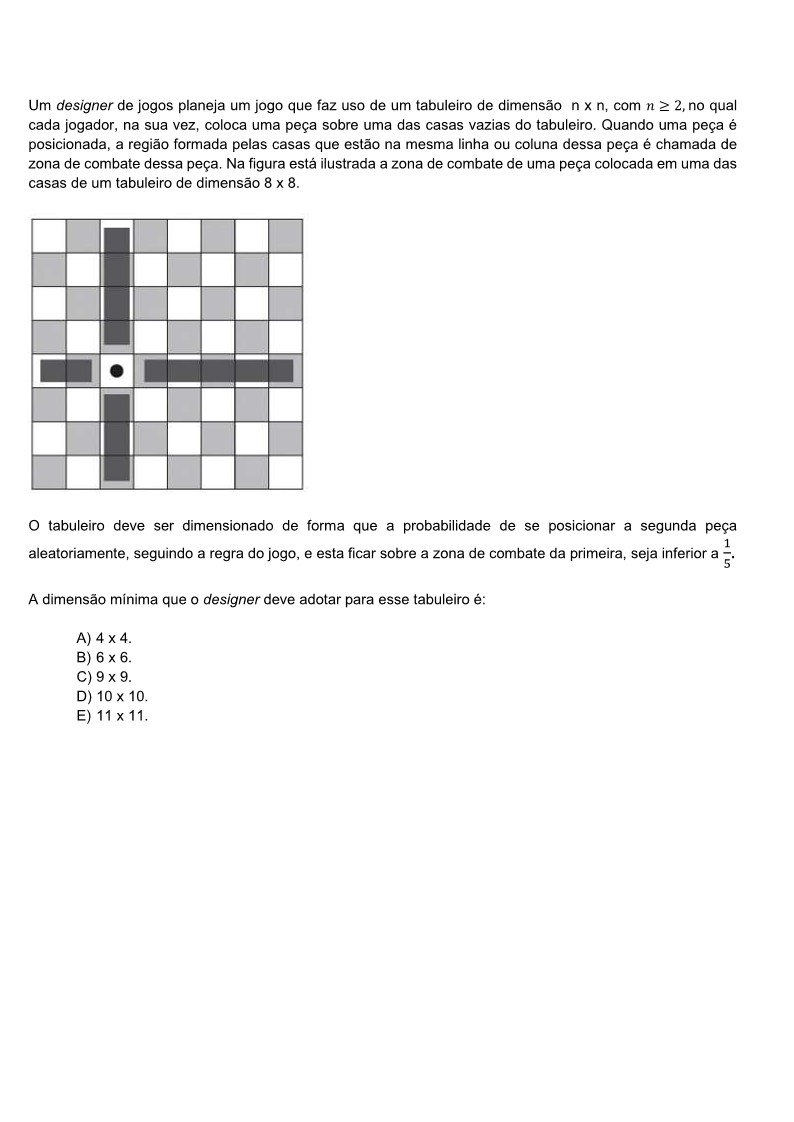 Um designer de jogos planeja um jogo que faz uso de um tabuleiro de dimensão n x n, com n ≥ 2, no qual
cada jogador, na sua vez, coloca uma peça sobre uma das casas vazias do tabuleiro. Quando uma peça é
posicionada, a região formada pelas casas que estão na mesma linha ou coluna dessa peça é chamada de
zona de combate dessa peça. Na figura está ilustrada a zona de combate de uma peça colocada em uma das
casas de um tabuleiro de dimensão 8 x 8.
O tabuleiro deve ser dimensionado de forma que a probabilidade de se posicionar a segunda peça
aleatoriamente, seguindo a regra do jogo, e esta ficar sobre a zona de combate da primeira, seja inferior a 1/5.
A dimensão mínima que o designer deve adotar para esse tabuleiro é:
A) 4 x 4.
B) 6 x 6.
C) 9 x 9.
D) 10 x 10.
E) 11 x 11.